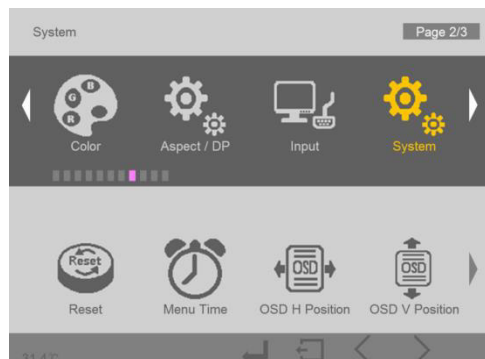 System
Page 2/3
B
G
R
Color
Aspect / DP
Input
System
Reset
OSD
OSD
Reset
Menu Time
OSD H Position
OSD V Position